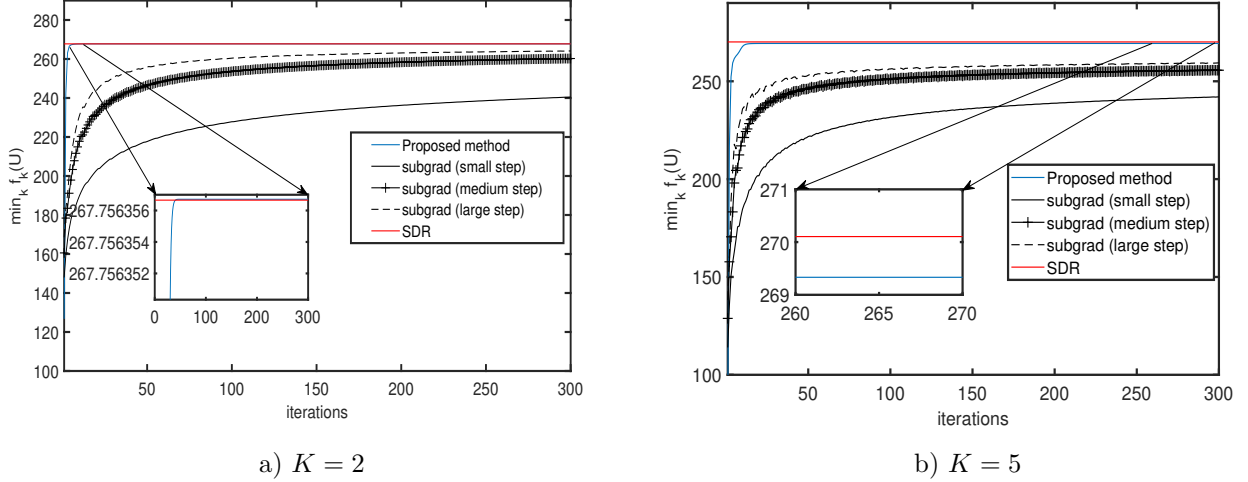 min_k f_k(U)
300
280
260
240
220
200
180
160
140
120
100
50
100
150
200
250
300
iterations
Proposed method
subgrad (small step)
subgrad (medium step)
subgrad (large step)
SDR
267.756356
267.756354
267.756352
0
100
200
300
a) K = 2
min_k f_k(U)
250
200
150
100
50
100
150
200
250
300
iterations
Proposed method
subgrad (small step)
subgrad (medium step)
subgrad (large step)
SDR
271
270
269
260
265
270
b) K = 5